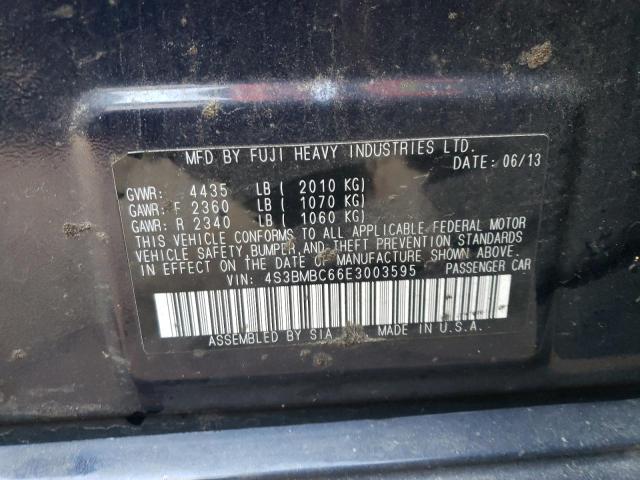 MFD BY FUJI HEAVY INDUSTRIES LTD.
DATE: 06/13
GVWR: 4435 LB ( 2010 KG)
GAWR: F 2360 LB ( 1070 KG)
GAWR: R 2340 LB ( 1060 KG)
THIS VEHICLE CONFORMS TO ALL APPLICABLE FEDERAL MOTOR
VEHICLE SAFETY,BUMPER,AND THEFT PREVENTION STANDARDS
IN EFFECT ON THE DATE OF MANUFACTURE SHOWN ABOVE.
VIN: 4S3BMBC66E3003595 PASSENGER CAR
ASSEMBLED BY SIA MADE IN U.S.A.